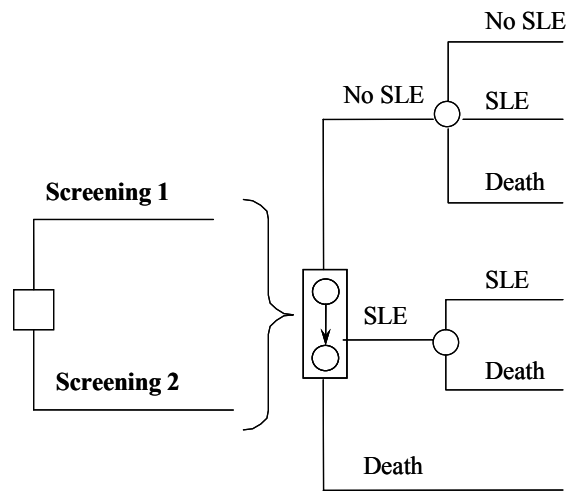 No SLE
No SLE
SLE
Screening 1
Death
SLE
SLE
Screening 2
Death
Death